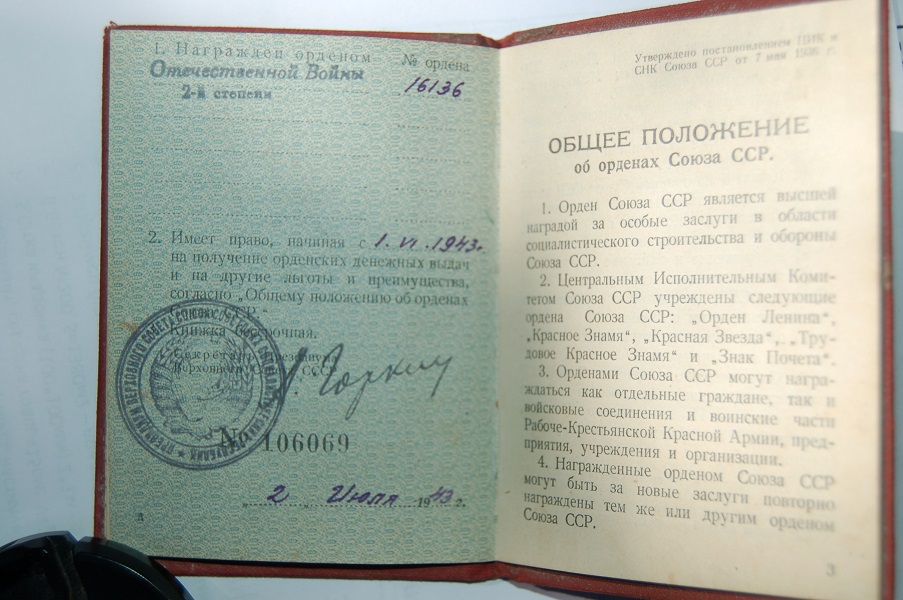 1. Награжден орденом
№ ордена
Отечественной Войны
16136
2-й степени
2. Имеет право, начиная с 1.VI.1943г.
на получение орденских денежных выдач
и на другие льготы и преимущества,
согласно „Общему положению об орденах
Книжка бессрочная.
Секретарь Президиума
Верховного СССР
Горкин
№ 106069
„ 2 „ Июля 1943 г.
Утверждено постановлением ЦИК и
СНК Союза ССР от 7 мая 1936 г.
ОБЩЕЕ ПОЛОЖЕНИЕ
об орденах Союза ССР.
1. Орден Союза ССР является высшей
наградой за особые заслуги в области
социалистического строительства и обороны
Союза ССР.
2. Центральным Исполнительным Коми-
тетом Союза ССР учреждены следующие
ордена Союза ССР: „Орден Ленина“,
„Красное Знамя“, „Красная Звезда“, „Тру-
довое Красное Знамя“ и „Знак Почета“.
3. Орденами Союза ССР могут награ-
ждаться как отдельные граждане, так и
войсковые соединения и воинские части
Рабоче-Крестьянской Красной Армии, пред-
приятия, учреждения и организации.
4. Награжденные орденом Союза ССР
могут быть за новые заслуги повторно
награждены тем же или другим орденом
Союза ССР.
3